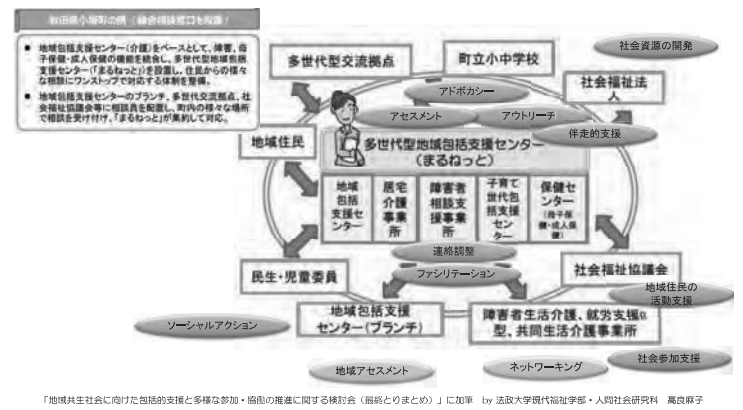 秋田県小坂町の例（総合相談窓口を設置）
● 地域包括支援センター（介護）をベースとして、障害、母
子保健・成人保健の機能を統合し、多世代型地域包括
支援センター（「まるねっと」）を設置し、住民からの様々
な相談にワンストップで対応する体制を整備。
● 地域包括支援センターのブランチ、多世代交流拠点、社
会福祉協議会等に相談員を配置し、町内の様々な場所
で相談を受け付け、「まるねっと」が集約して対応。
多世代型交流拠点
町立小中学校
社会資源の開発
社会福祉法
人
アドボカシー
アセスメント
アウトリーチ
伴走的支援
地域住民
多世代型地域包括支援センター
（まるねっと）
地域
包括
支援セ
ンター
居宅
介護
事業
所
障害者
相談支
援事業
所
子育て
世代包
括支援
セン
ター
保健セ
ンター
（母子保
健・成人保
健）
連絡調整
ファシリテーション
民生・児童委員
社会福祉協議会
地域住民の
活動支援
地域包括支援
センター（ブランチ）
障害者生活介護、就労支援B
型、共同生活介護事業所
ソーシャルアクション
地域アセスメント
ネットワーキング
社会参加支援
「地域共生社会に向けた包括的支援と多様な参加・協働の推進に関する検討会（最終とりまとめ）」に加筆　by 法政大学現代福祉学部・人間社会研究科　高良麻子